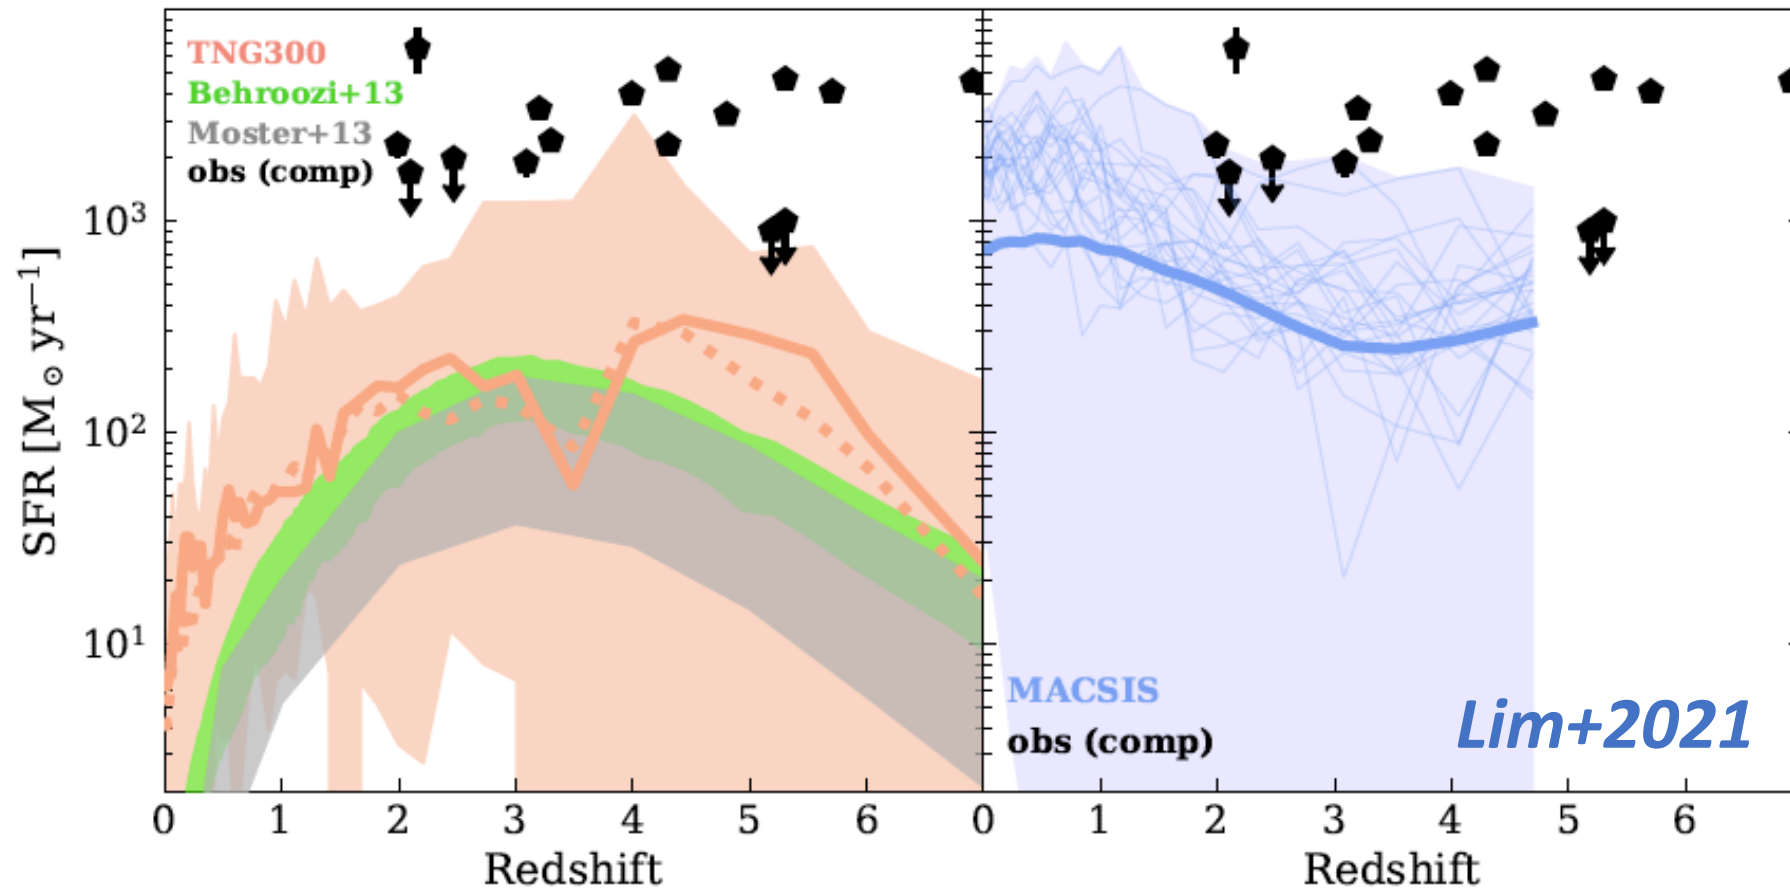 TNG300
Behroozi+13
Moster+13
obs (comp)
10³
10²
10¹
SFR [M⊙ yr⁻¹]
0 1 2 3 4 5 6
Redshift
MACSIS
obs (comp)
Lim+2021
0 1 2 3 4 5 6
Redshift